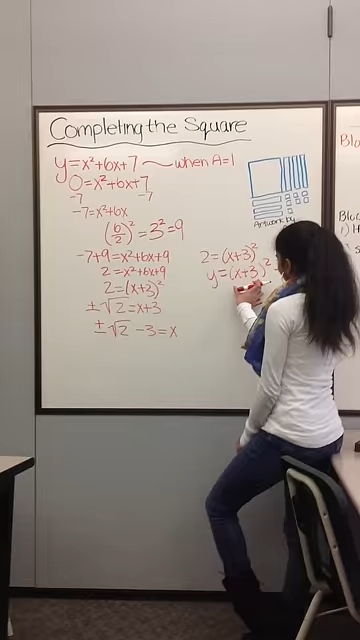 Completing the Square
y=x²+6x+7 — when A=1
0=x²+6x+7
-7 -7
-7=x²+6x
(b/2)²=3²=9
-7+9=x²+6x+9
2=x²+6x+9
2=(x+3)²
±√2=x+3
±√2 -3=x
Artwork by
2=(x+3)²
y=(x+3)²